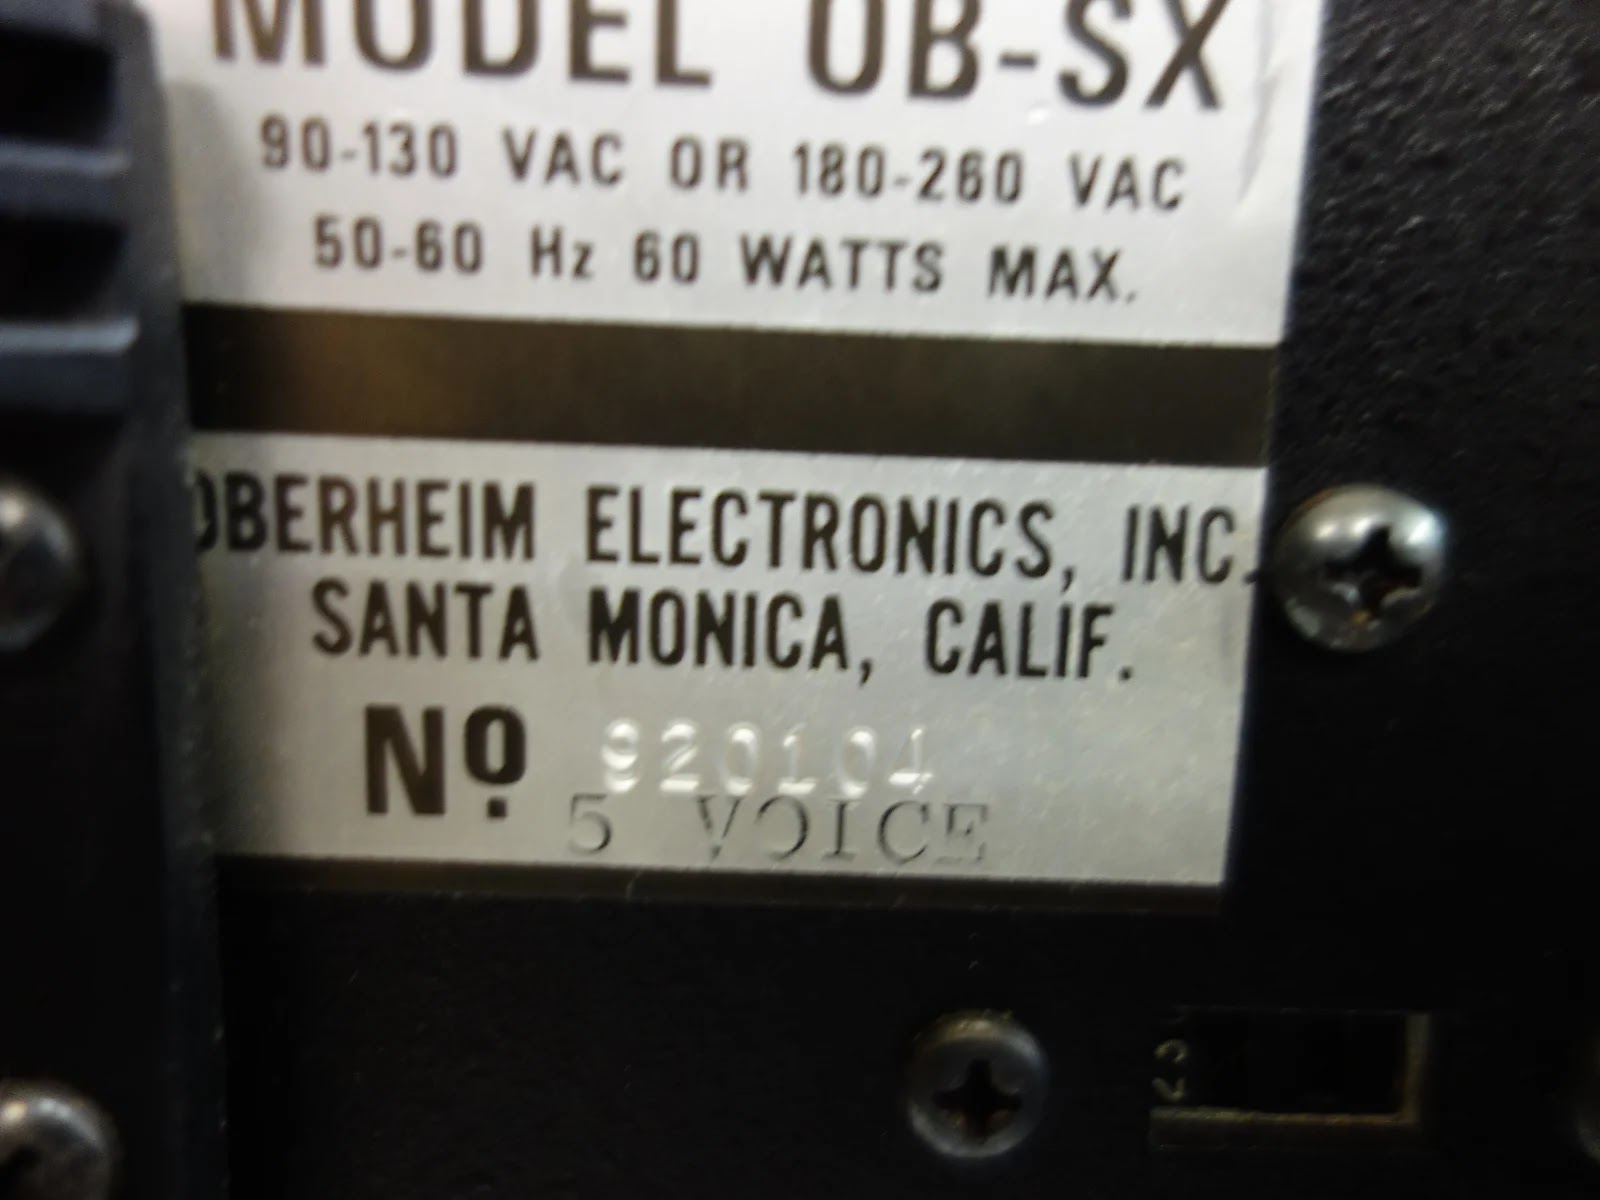 MODEL OB-SX
90-130 VAC OR 180-260 VAC
50-60 Hz 60 WATTS MAX.
OBERHEIM ELECTRONICS, INC.
SANTA MONICA, CALIF.
Nº 920104
5 VOICE